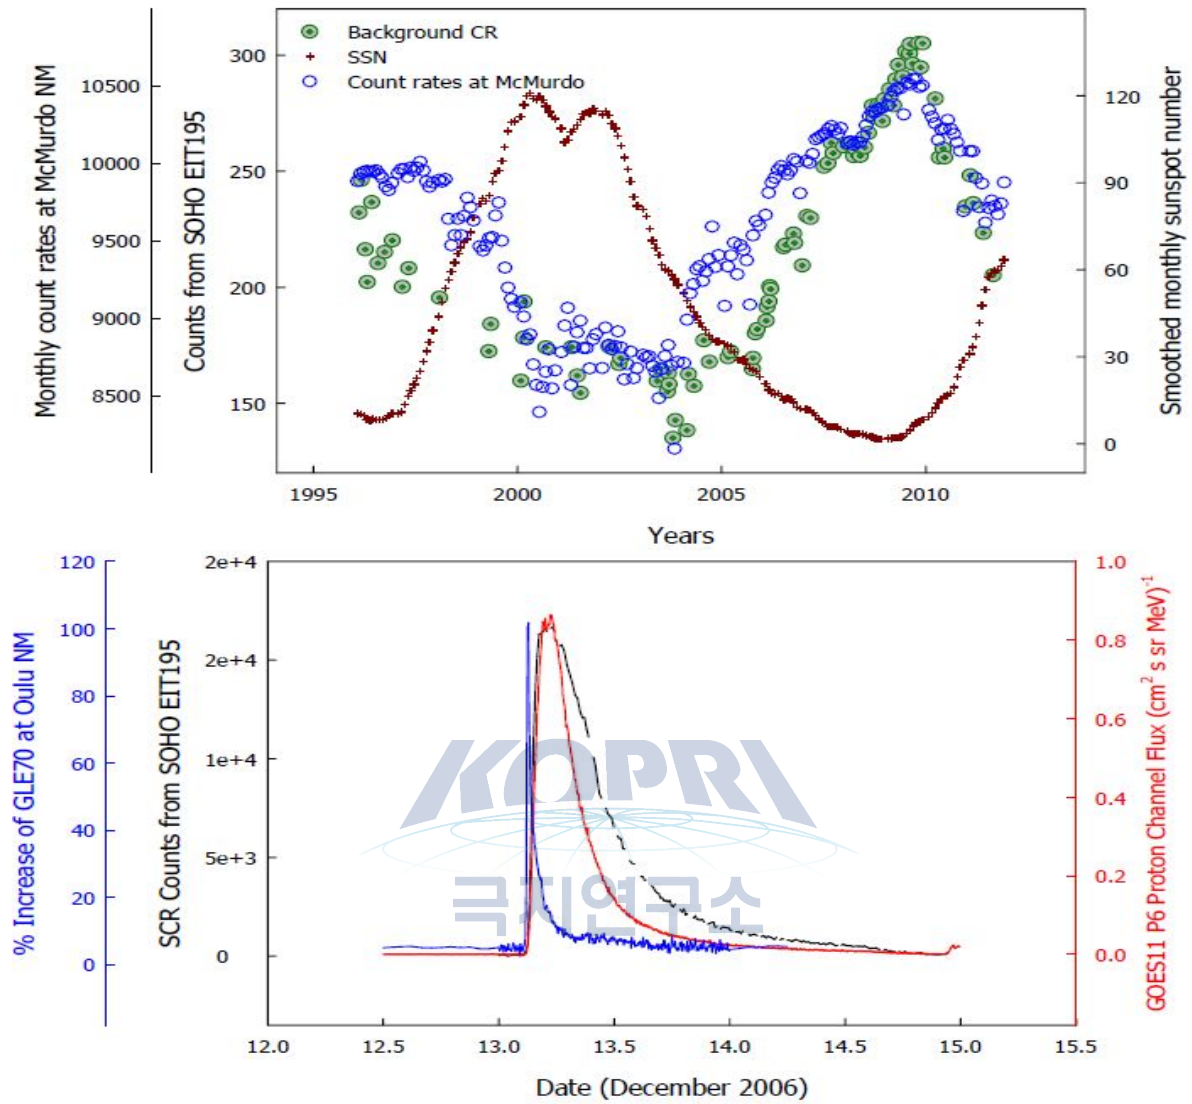 Background CR
SSN
Count rates at McMurdo
Monthly count rates at McMurdo NM
10500
10000
9500
9000
8500
Counts from SOHO EIT195
300
250
200
150
Smoothed monthly sunspot number
120
90
60
30
0
1995 2000 2005 2010
Years
% Increase of GLE70 at Oulu NM
120
100
80
60
40
20
0
SCR Counts from SOHO EIT195
2e+4
2e+4
1e+4
5e+3
0
GOES11 P6 Proton Channel Flux (cm² s sr MeV)⁻¹
1.0
0.8
0.6
0.4
0.2
0.0
KOPRI
극지연구소
12.0 12.5 13.0 13.5 14.0 14.5 15.0 15.5
Date (December 2006)